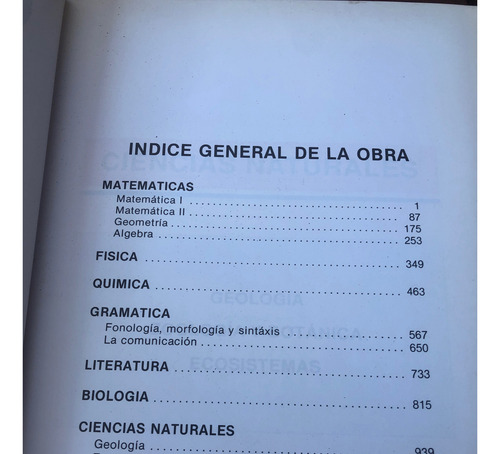 INDICE GENERAL DE LA OBRA
MATEMATICAS
Matemática I 1
Matemática II 87
Geometría 175
Algebra 253
FISICA 349
QUIMICA 463
GRAMATICA
Fonología, morfología y sintáxis 567
La comunicación 650
LITERATURA 733
BIOLOGIA 815
CIENCIAS NATURALES
Geología 939